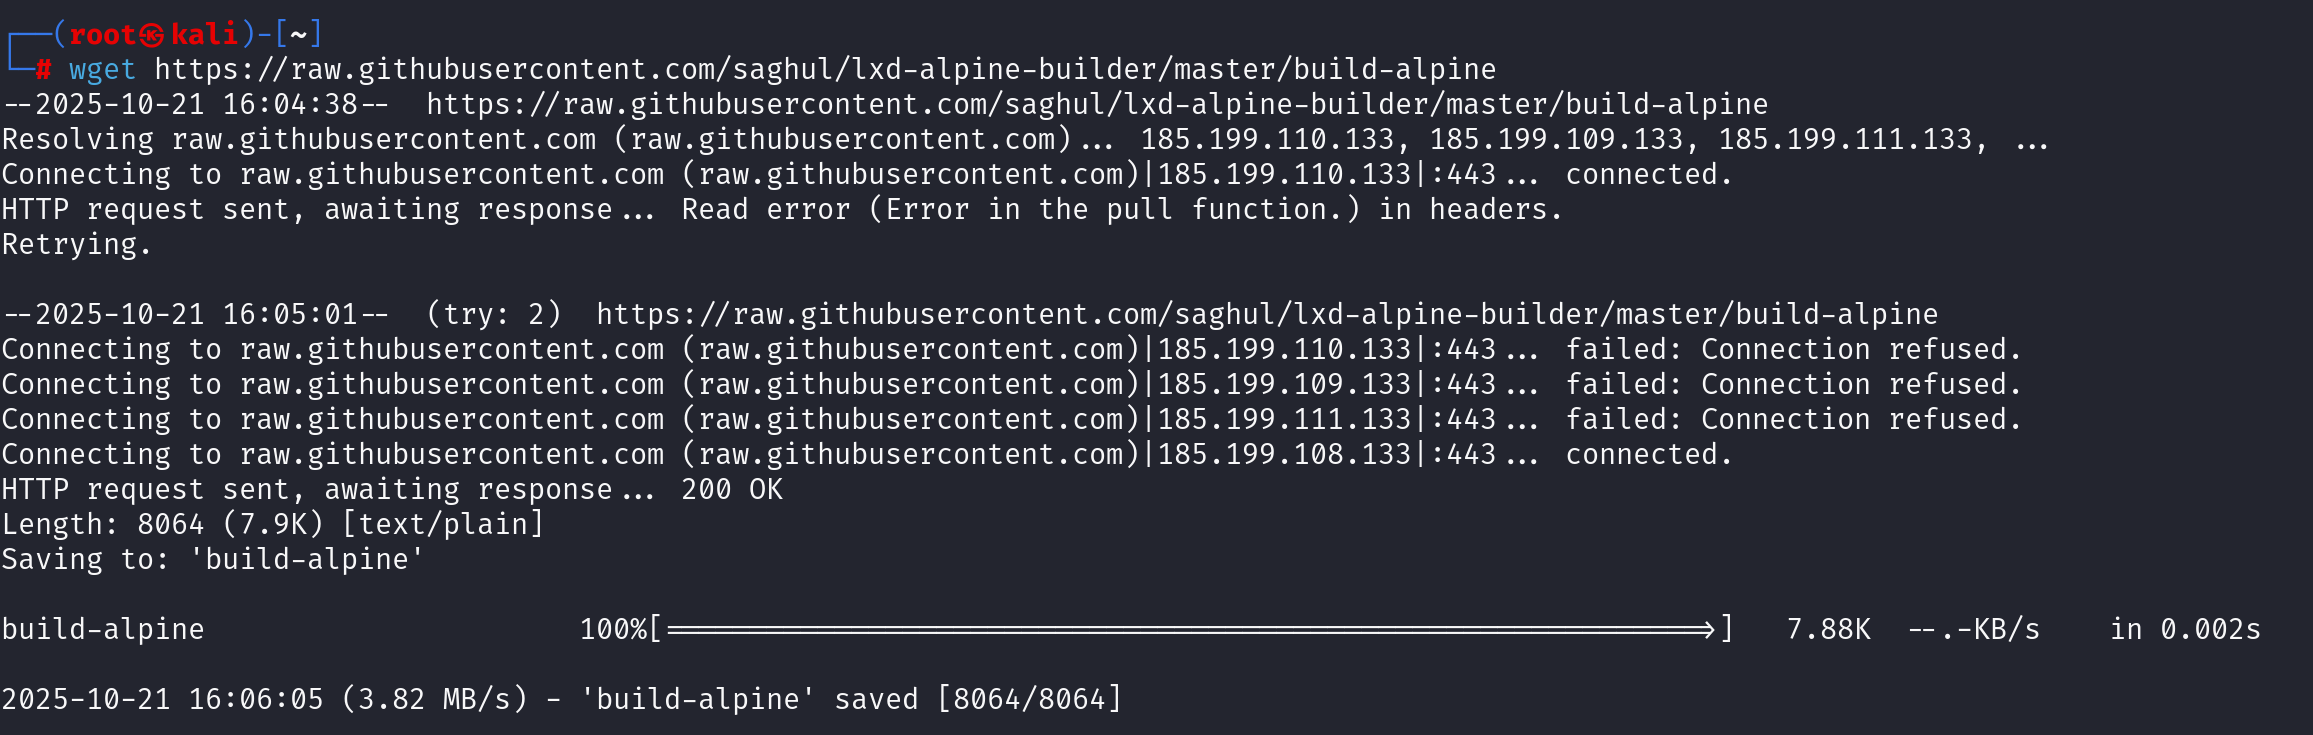 ┌──(root㉿kali)-[~]
└─# wget https://raw.githubusercontent.com/saghul/lxd-alpine-builder/master/build-alpine
--2025-10-21 16:04:38--  https://raw.githubusercontent.com/saghul/lxd-alpine-builder/master/build-alpine
Resolving raw.githubusercontent.com (raw.githubusercontent.com)... 185.199.110.133, 185.199.109.133, 185.199.111.133, ...
Connecting to raw.githubusercontent.com (raw.githubusercontent.com)|185.199.110.133|:443... connected.
HTTP request sent, awaiting response... Read error (Error in the pull function.) in headers.
Retrying.

--2025-10-21 16:05:01--  (try: 2)  https://raw.githubusercontent.com/saghul/lxd-alpine-builder/master/build-alpine
Connecting to raw.githubusercontent.com (raw.githubusercontent.com)|185.199.110.133|:443... failed: Connection refused.
Connecting to raw.githubusercontent.com (raw.githubusercontent.com)|185.199.109.133|:443... failed: Connection refused.
Connecting to raw.githubusercontent.com (raw.githubusercontent.com)|185.199.111.133|:443... failed: Connection refused.
Connecting to raw.githubusercontent.com (raw.githubusercontent.com)|185.199.108.133|:443... connected.
HTTP request sent, awaiting response... 200 OK
Length: 8064 (7.9K) [text/plain]
Saving to: 'build-alpine'

build-alpine                      100%[=============================================================>]   7.88K  --.-KB/s    in 0.002s

2025-10-21 16:06:05 (3.82 MB/s) - 'build-alpine' saved [8064/8064]